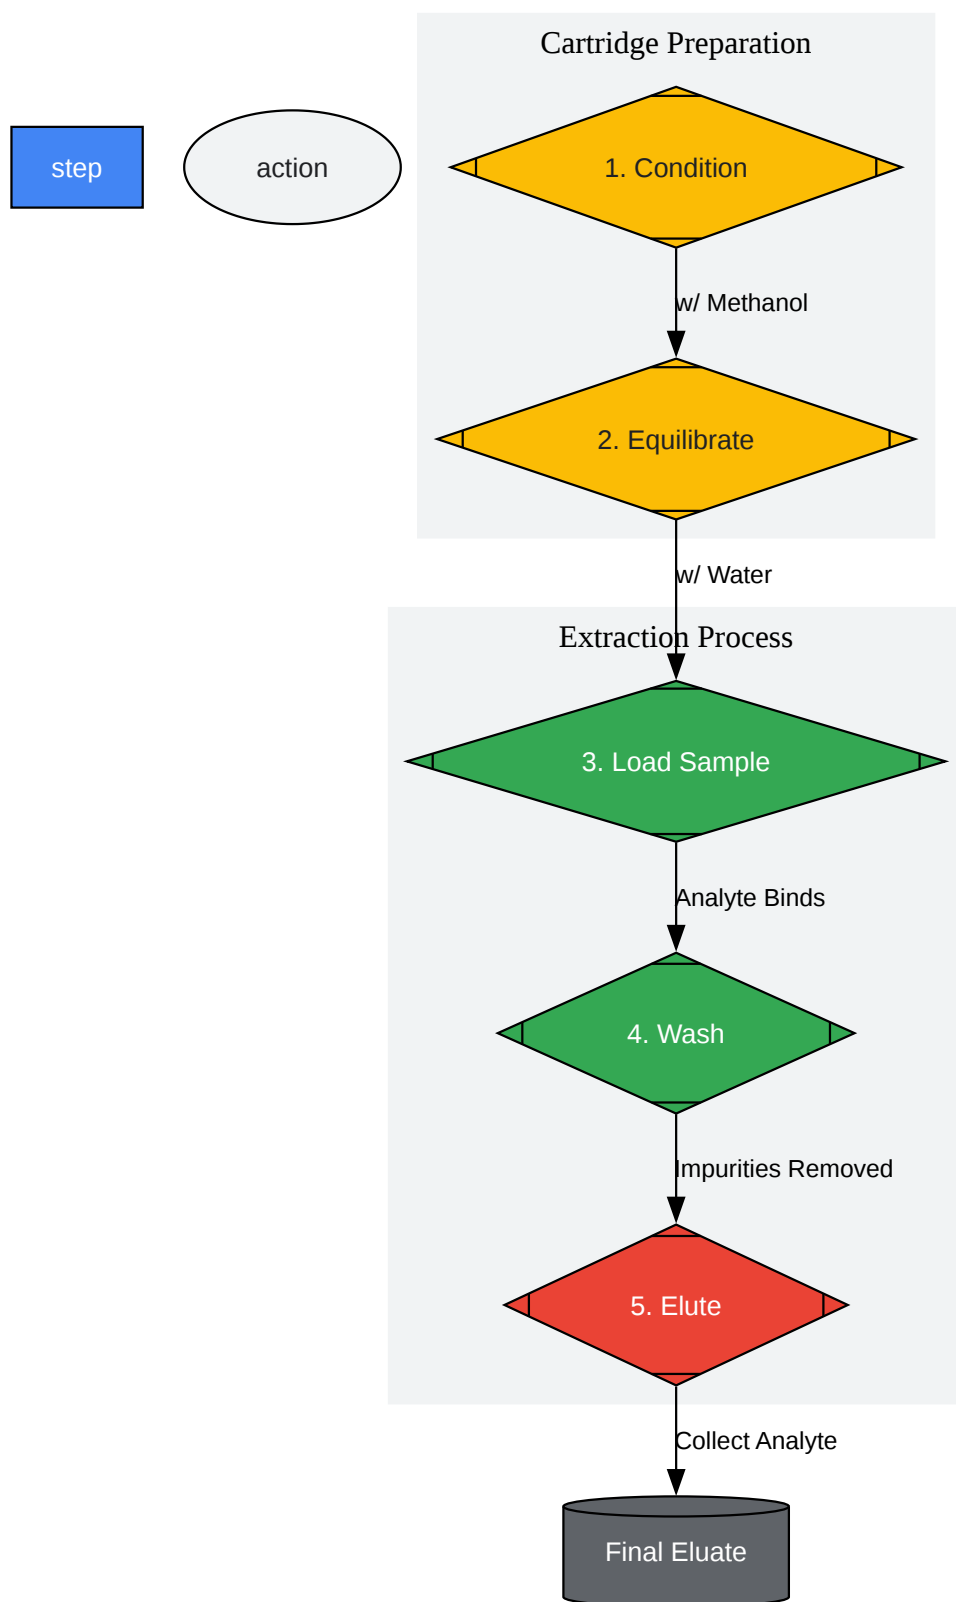 Cartridge Preparation
step
action
1. Condition
w/ Methanol
2. Equilibrate
w/ Water
Extraction Process
3. Load Sample
Analyte Binds
4. Wash
Impurities Removed
5. Elute
Collect Analyte
Final Eluate